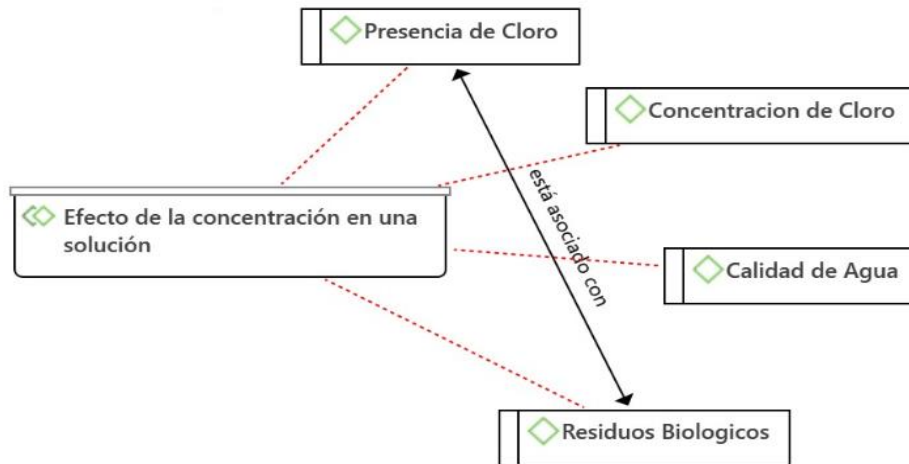 Presencia de Cloro
Concentracion de Cloro
está asociado con
Efecto de la concentración en una
solución
Calidad de Agua
Residuos Biologicos